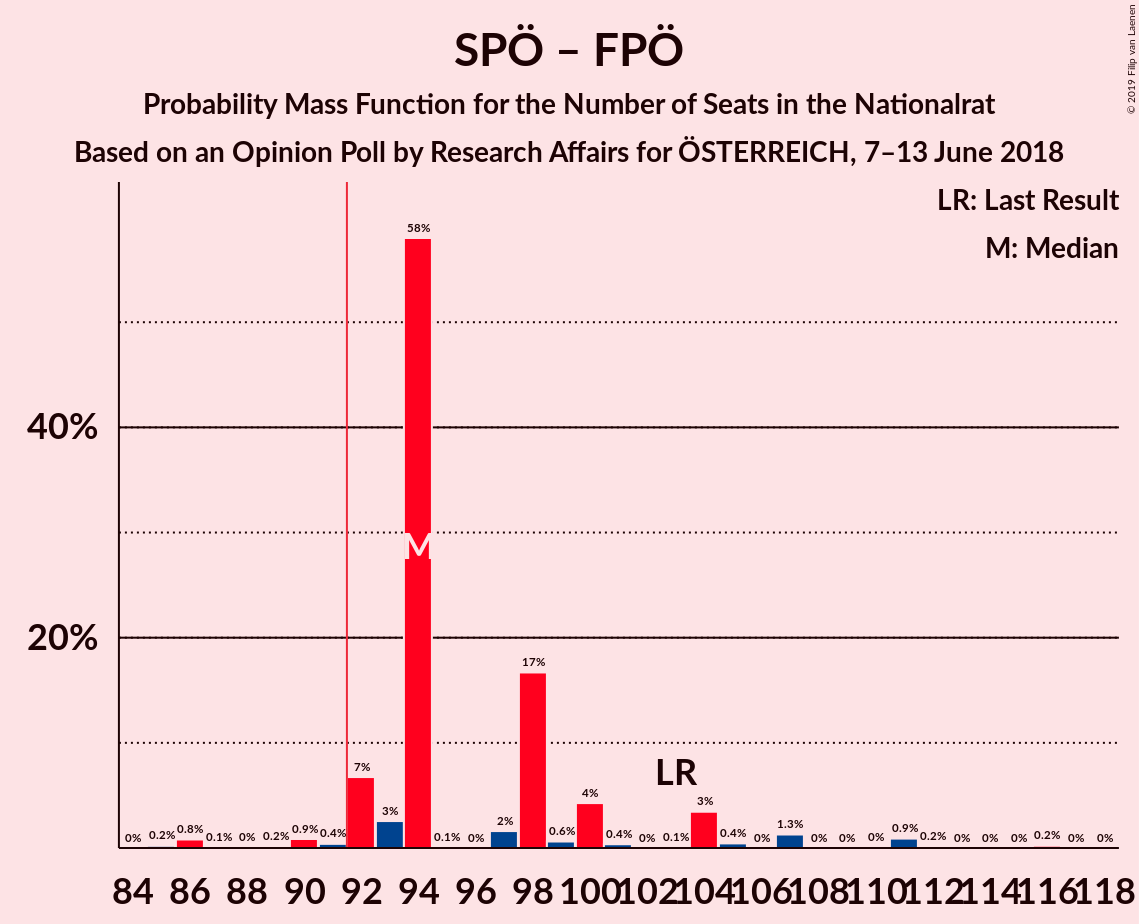 SPÖ – FPÖ
Probability Mass Function for the Number of Seats in the Nationalrat
Based on an Opinion Poll by Research Affairs for ÖSTERREICH, 7–13 June 2018
© 2019 Filip van Laenen
LR: Last Result
M: Median
40%
20%
0% 0.2% 0.8% 0.1% 0% 0.2% 0.9% 0.4% 7% 3% 58% 0.1% 0% 2% 17% 0.6% 4% 0.4% 0% 0.1% 3% 0.4% 0% 1.3% 0% 0% 0% 0.9% 0.2% 0% 0% 0% 0.2% 0% 0%
M
LR
84 86 88 90 92 94 96 98 100 102 104 106 108 110 112 114 116 118